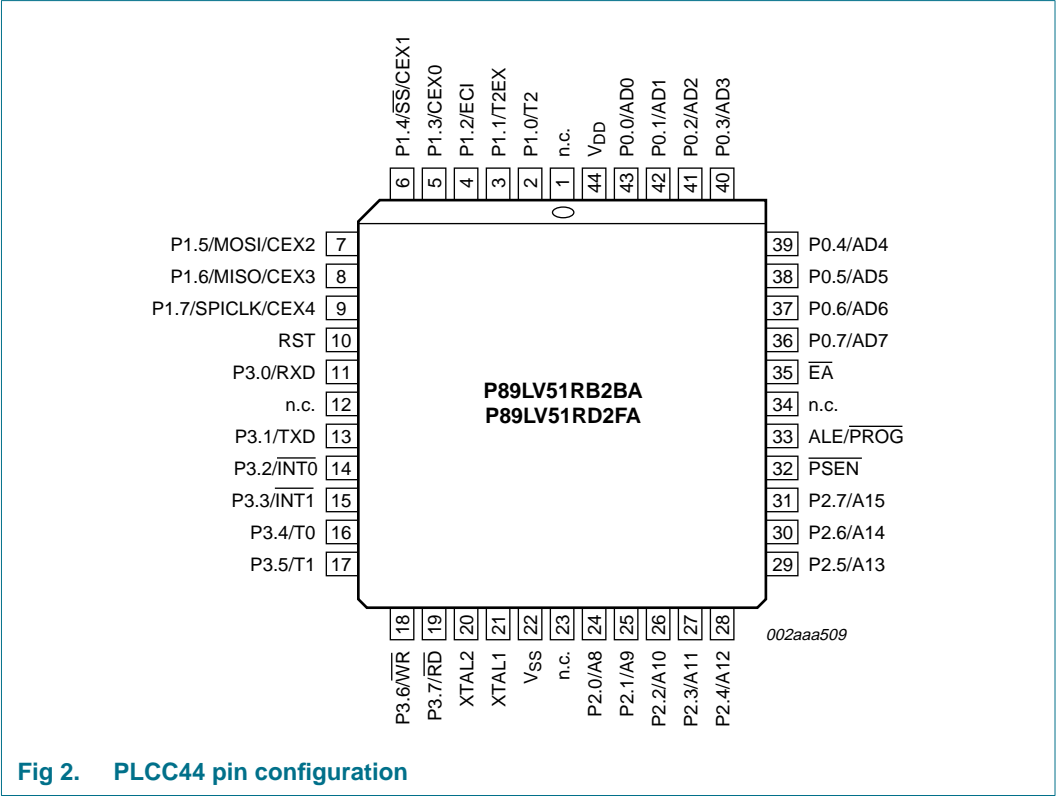 P1.4/SS/CEX1
P1.3/CEX0
P1.2/ECI
P1.1/T2EX
P1.0/T2
n.c.
VDD
P0.0/AD0
P0.1/AD1
P0.2/AD2
P0.3/AD3
6
5
4
3
2
1
44
43
42
41
40
P1.5/MOSI/CEX2 7
39 P0.4/AD4
P1.6/MISO/CEX3 8
38 P0.5/AD5
P1.7/SPICLK/CEX4 9
37 P0.6/AD6
RST 10
36 P0.7/AD7
P3.0/RXD 11
35 EA
n.c. 12
34 n.c.
P3.1/TXD 13
33 ALE/PROG
P3.2/INT0 14
32 PSEN
P3.3/INT1 15
31 P2.7/A15
P3.4/T0 16
30 P2.6/A14
P3.5/T1 17
29 P2.5/A13
P89LV51RB2BA
P89LV51RD2FA
18
19
20
21
22
23
24
25
26
27
28
P3.6/WR
P3.7/RD
XTAL2
XTAL1
VSS
n.c.
P2.0/A8
P2.1/A9
P2.2/A10
P2.3/A11
P2.4/A12
002aaa509
Fig 2. PLCC44 pin configuration